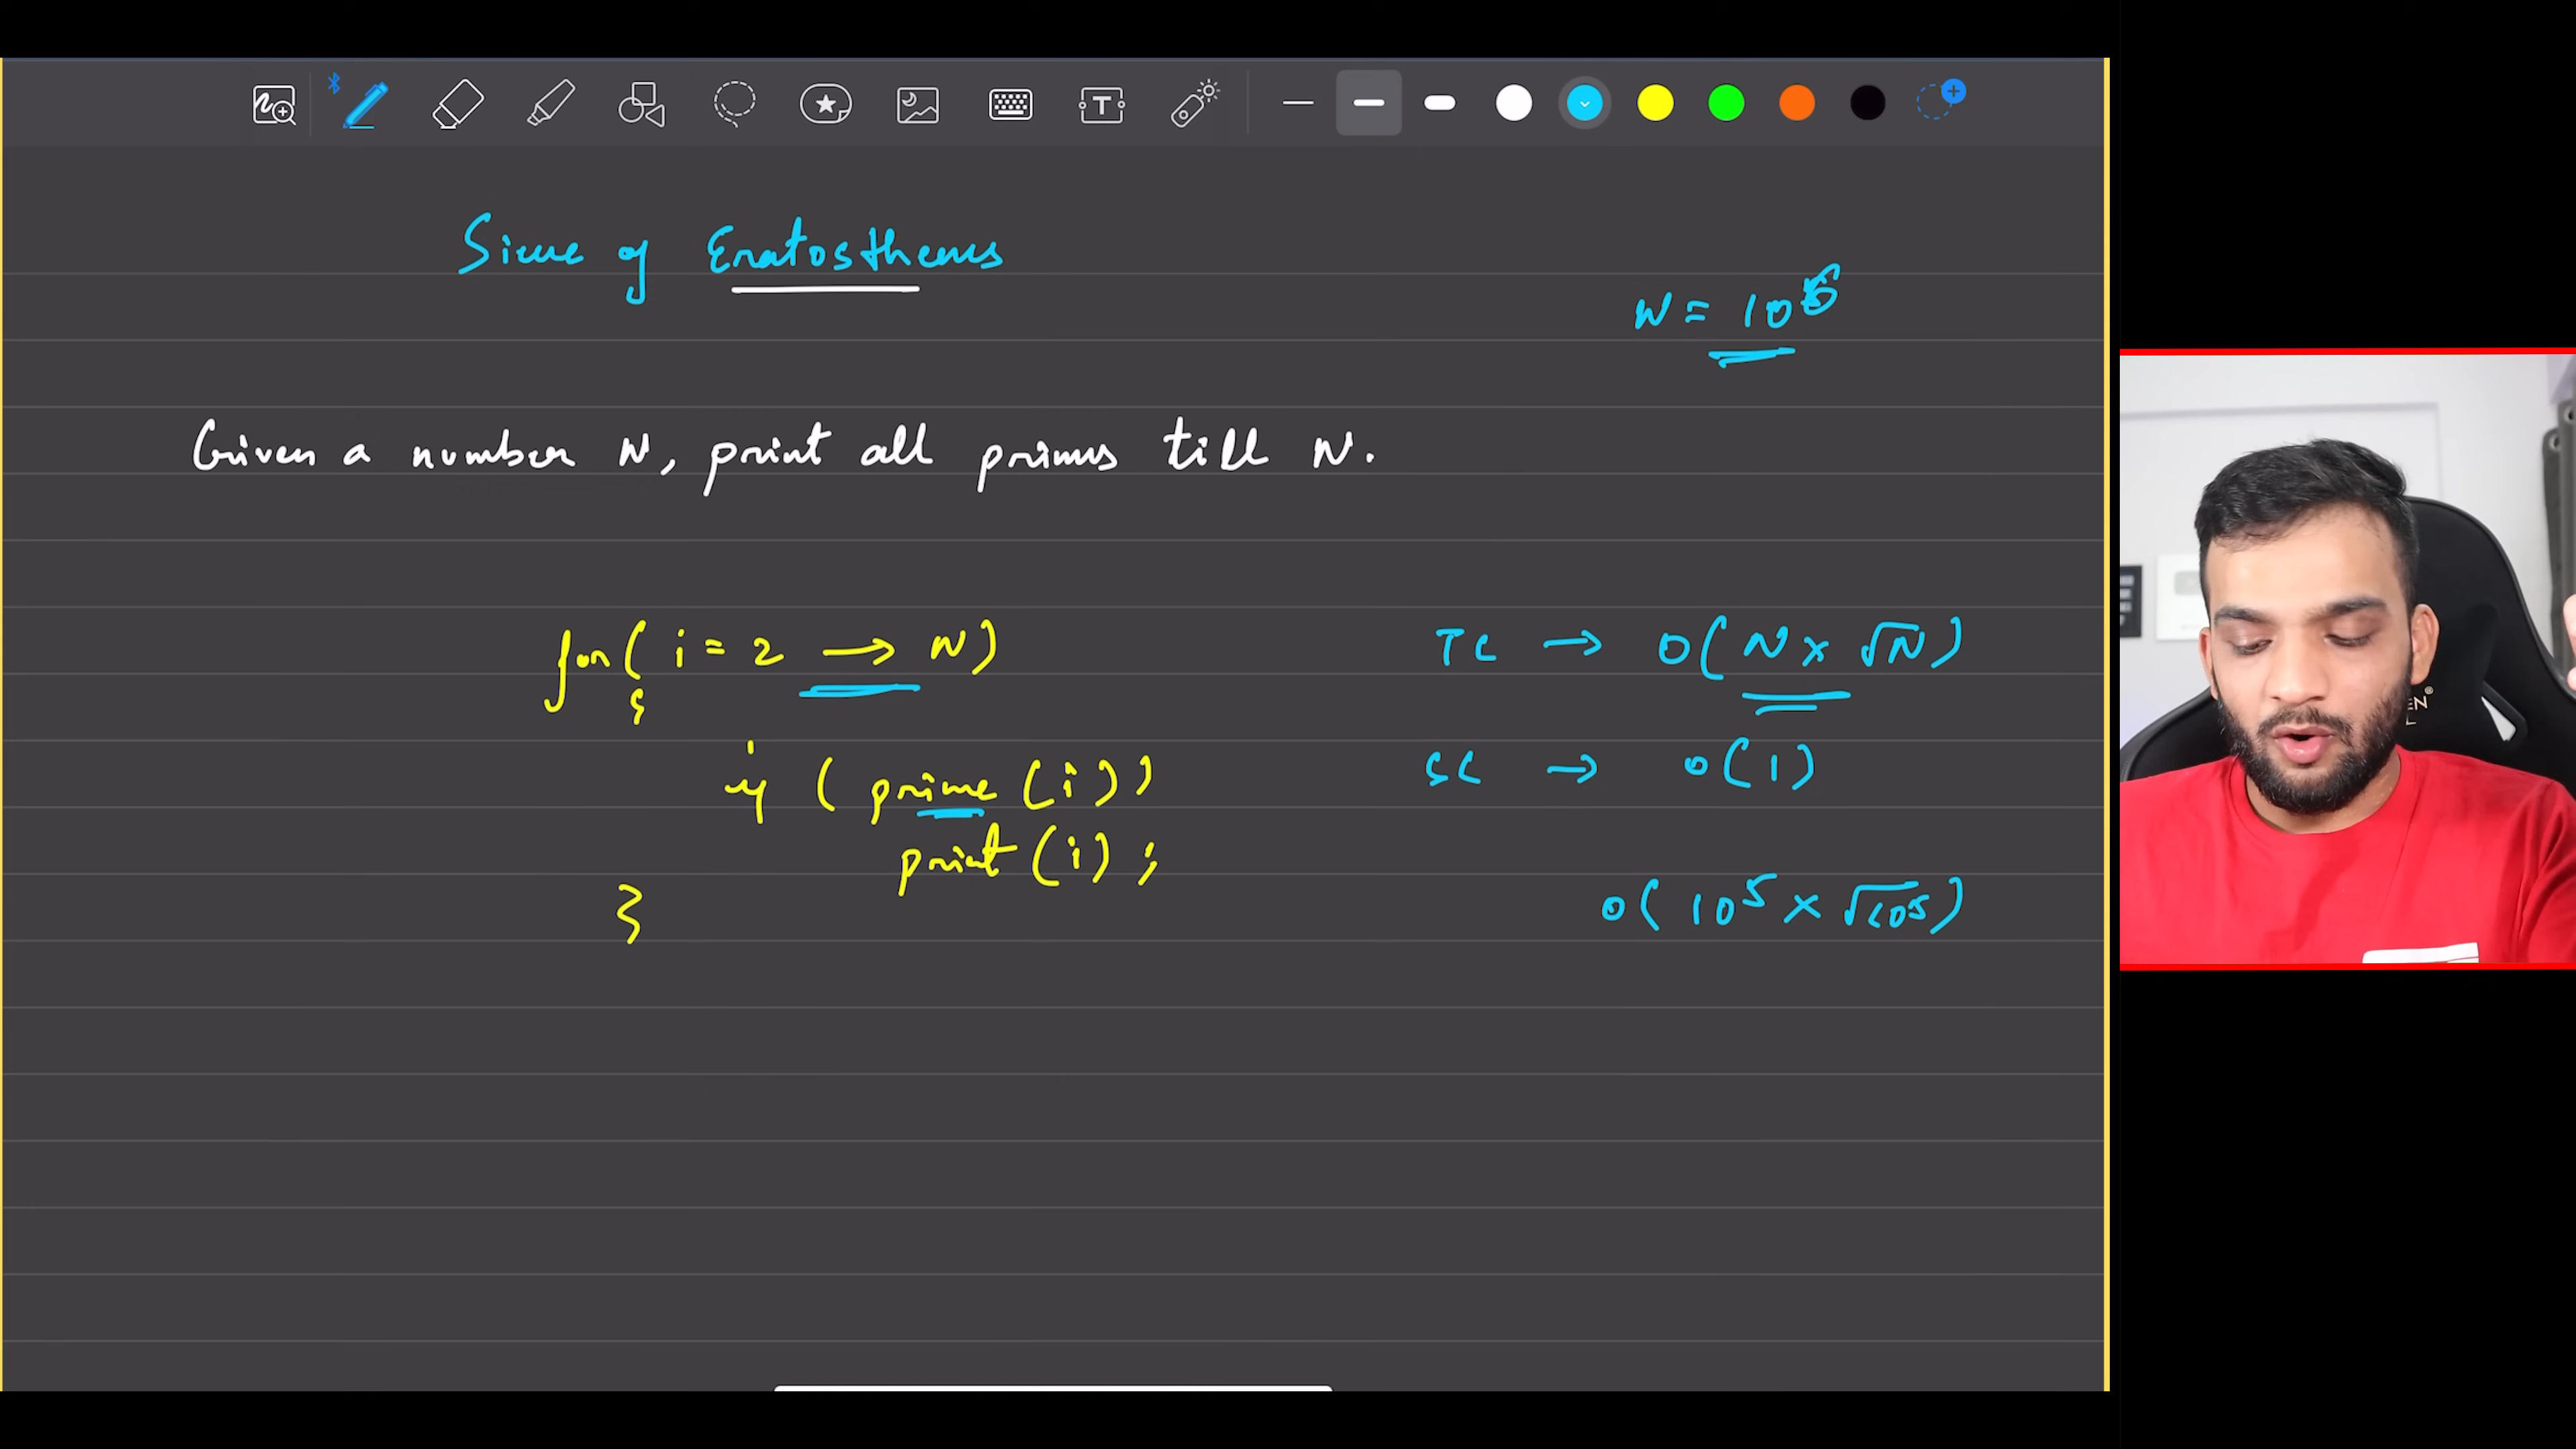 Sieve of Eratosthenes
N = 10
Given a number N, print all primes till N.
for( i = 2 → N)
{
if ( prime (i))
print (i) ;
}
TC → O( N x √N )
SC → O( 1 )
O( 10⁵ x √10⁵ )